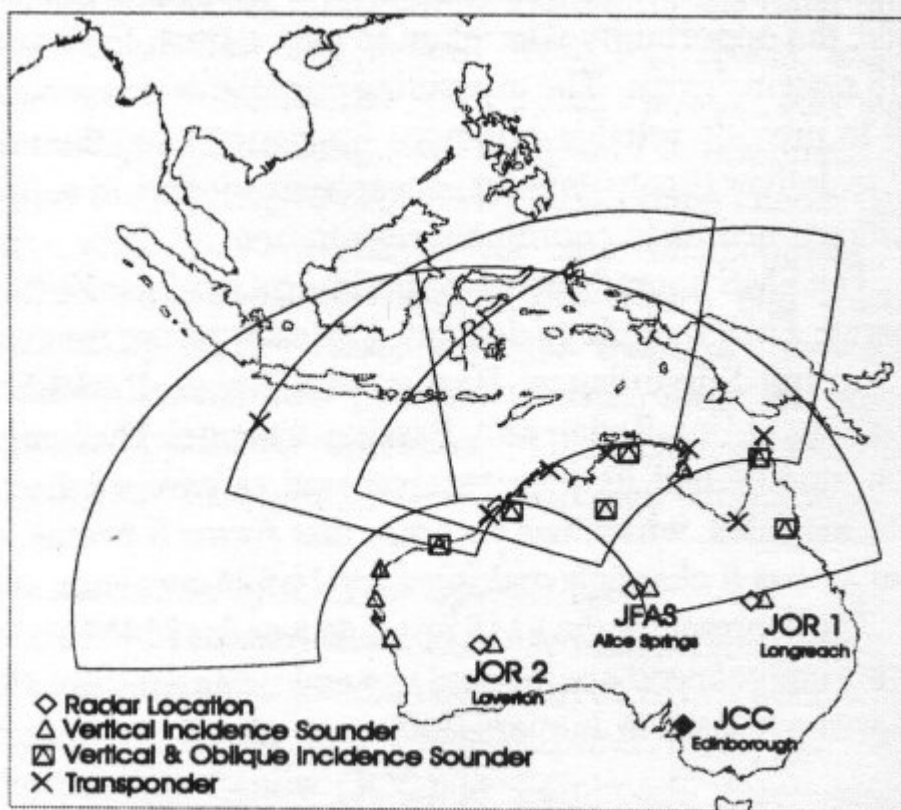 JFAS
Alice Springs
JOR 1
Longreach
JOR 2
Laverton
JCC
Edinborough
Radar Location
Vertical Incidence Sounder
Vertical & Oblique Incidence Sounder
Transponder